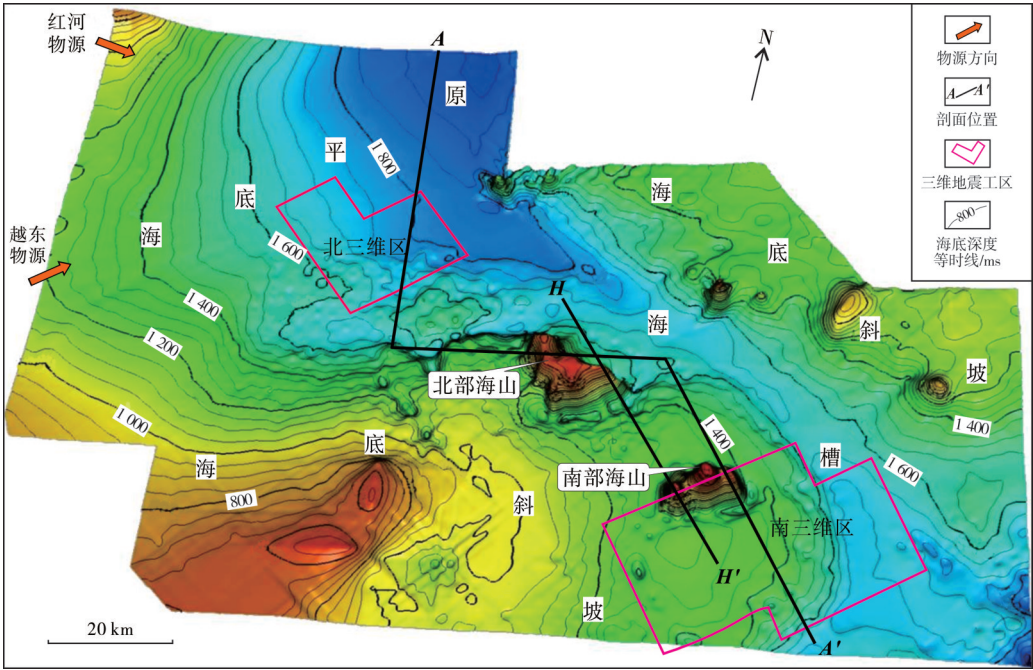 红河
物源
A
N
原
平
1 800
底
海
北三维区
1 600
越东
物源
海
底
斜
坡
H
1 400
1 200
海
北部海山
1 000
底
1 400
1 400
槽
1 600
海
800
南部海山
斜
南三维区
H′
坡
A′
20 km
物源方向
A A′
剖面位置
三维地震工区
800
海底深度
等时线/ms